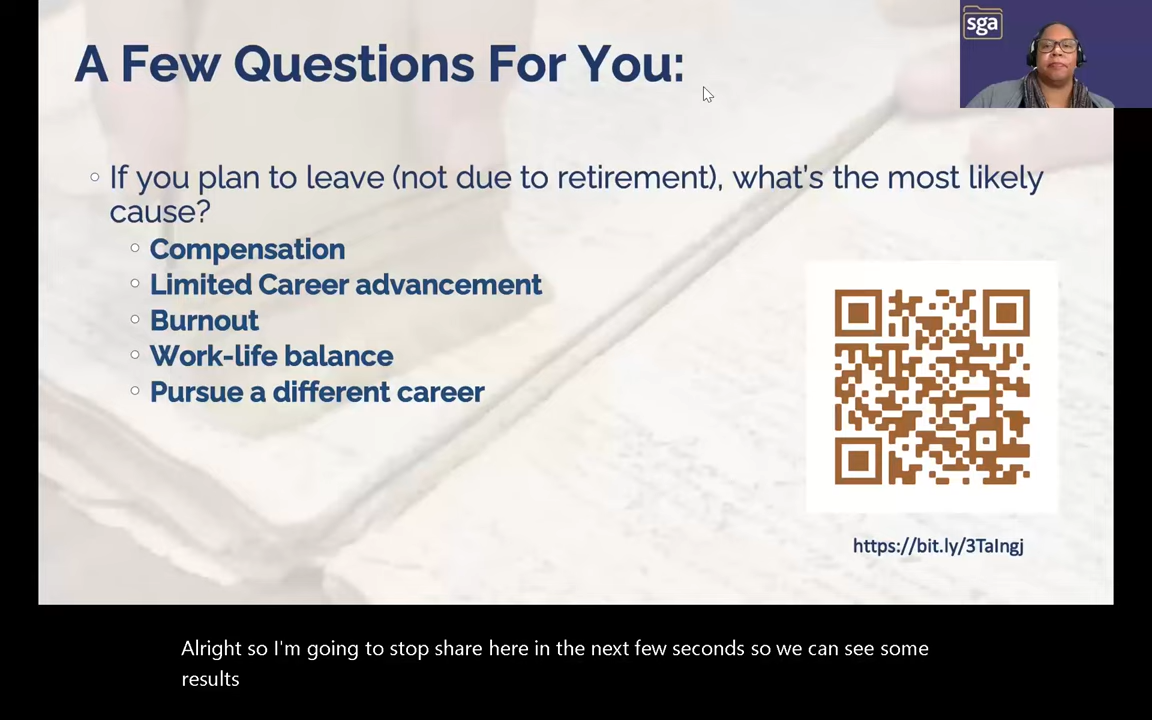 A Few Questions For You:
sga
If you plan to leave (not due to retirement), what's the most likely
cause?
Compensation
Limited Career advancement
Burnout
Work-life balance
Pursue a different career
https://bit.ly/3TaIngj
Alright so I'm going to stop share here in the next few seconds so we can see some
results